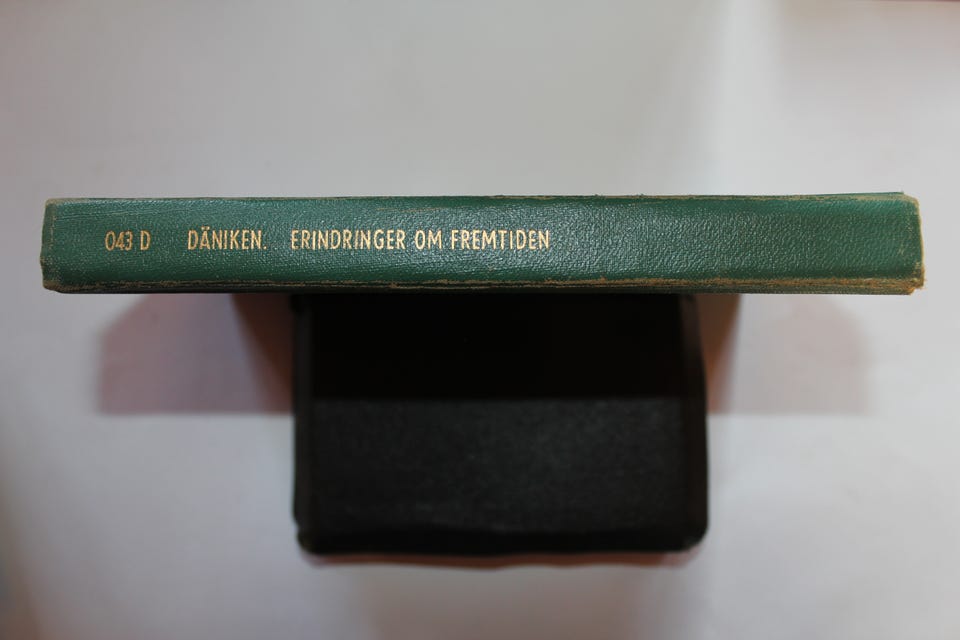 043 D DÄNIKEN. ERINDRINGER OM FREMTIDEN